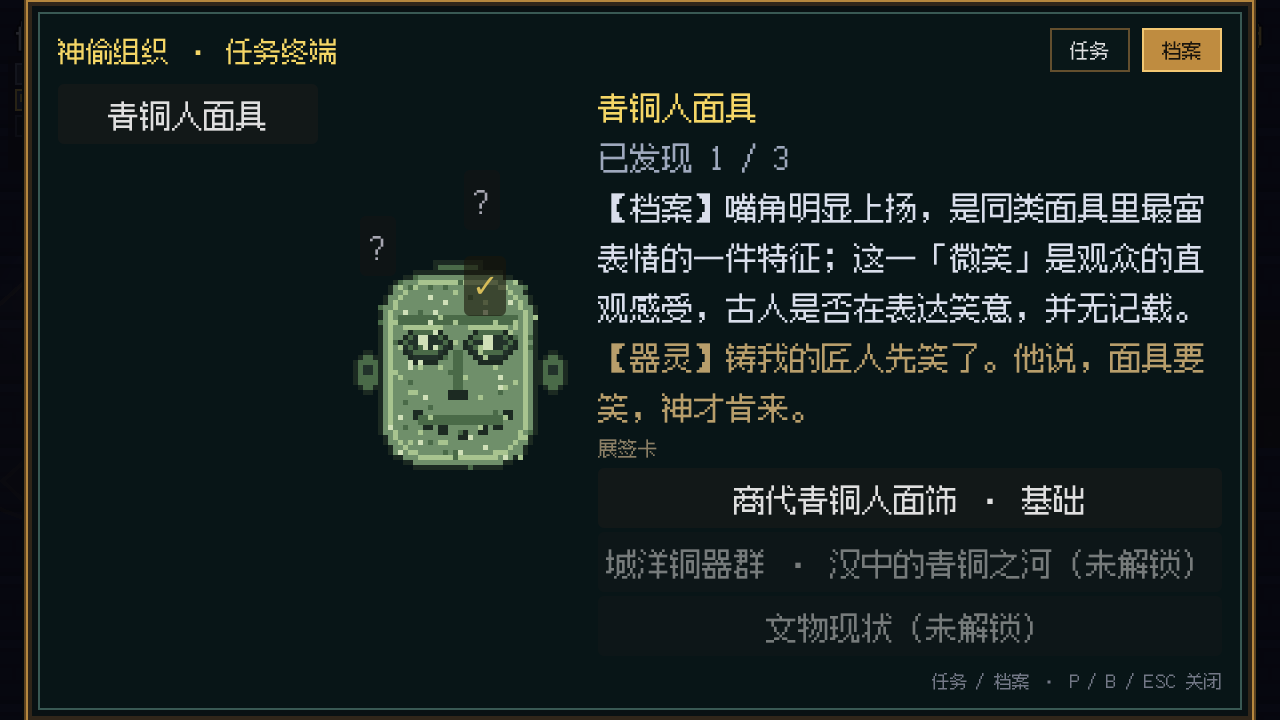 神偷组织 · 任务终端
任务
档案
青铜人面具
?
?
✓
青铜人面具
已发现 1 / 3
【档案】嘴角明显上扬，是同类面具里最富
表情的一件特征；这一「微笑」是观众的直
观感受，古人是否在表达笑意，并无记载。
【器灵】铸我的匠人先笑了。他说，面具要
笑，神才肯来。
展签卡
商代青铜人面饰 · 基础
城洋铜器群 · 汉中的青铜之河（未解锁）
文物现状（未解锁）
任务 / 档案 · P / B / ESC 关闭